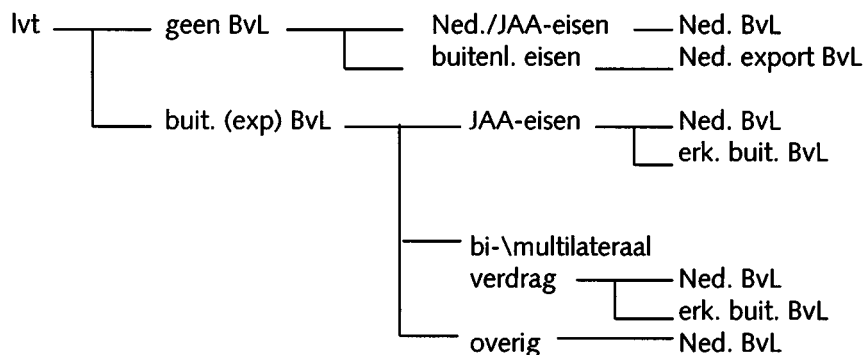 lvt geen BvL Ned./JAA-eisen Ned. BvL
buitenl. eisen Ned. export BvL
buit. (exp) BvL JAA-eisen Ned. BvL
erk. buit. BvL
bi-\multilateraal
verdrag Ned. BvL
erk. buit. BvL
overig Ned. BvL